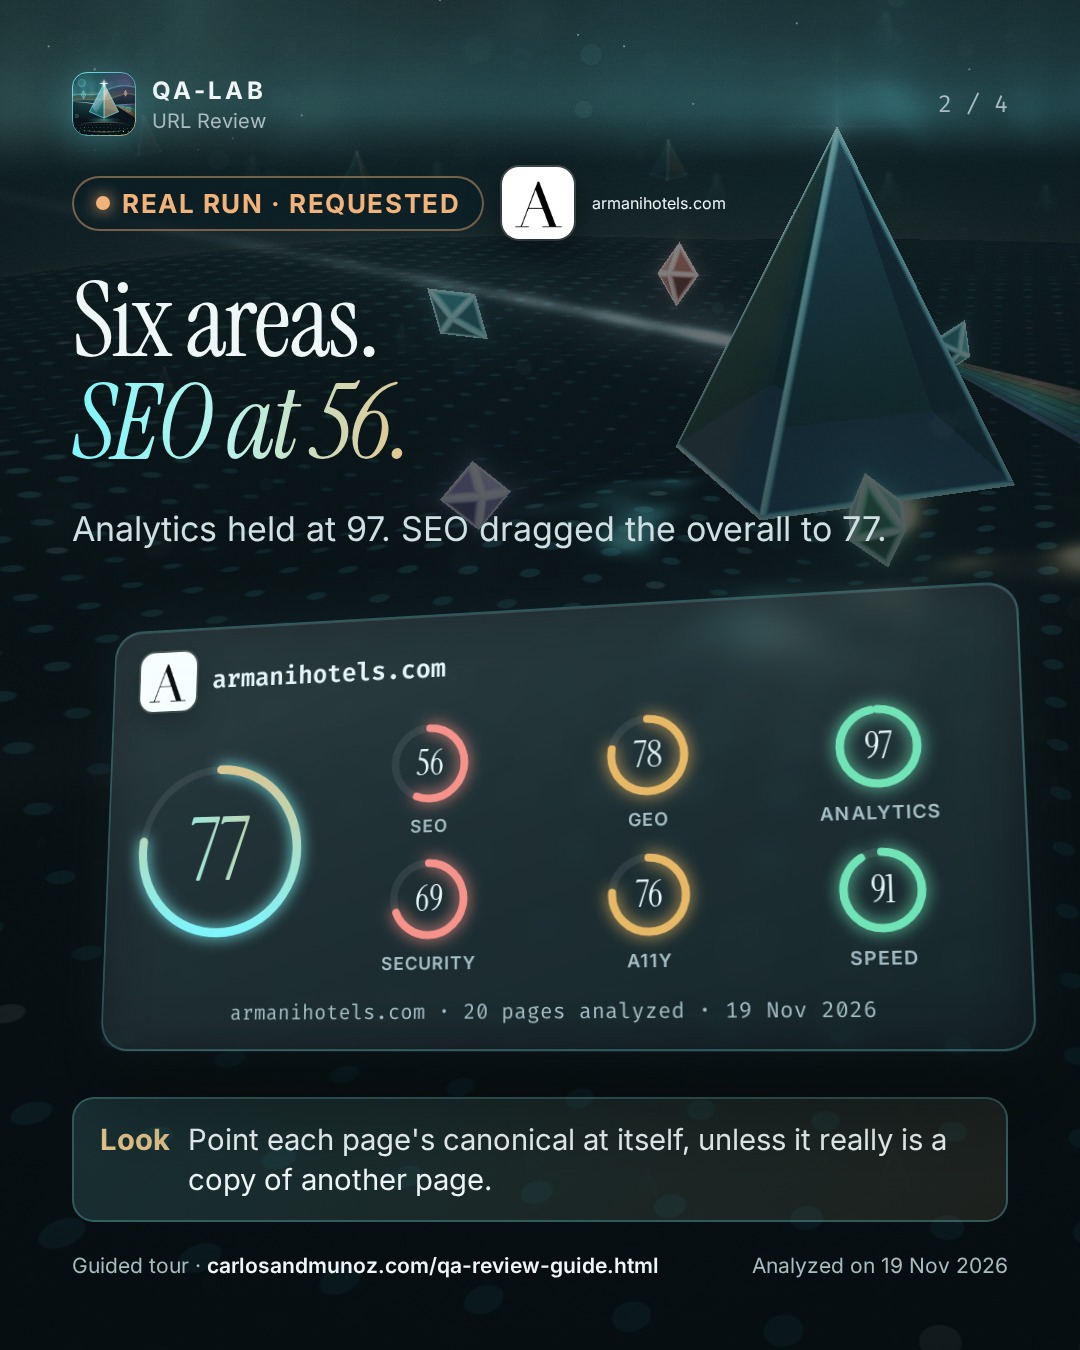 QA-LAB
URL Review
2 / 4
REAL RUN · REQUESTED
A
armanihotels.com
Six areas.
SEO at 56.
Analytics held at 97. SEO dragged the overall to 77.
A
armanihotels.com
77
56
SEO
78
GEO
97
ANALYTICS
69
SECURITY
76
A11Y
91
SPEED
armanihotels.com · 20 pages analyzed · 19 Nov 2026
Look Point each page's canonical at itself, unless it really is a
copy of another page.
Guided tour · carlosandmunoz.com/qa-review-guide.html
Analyzed on 19 Nov 2026